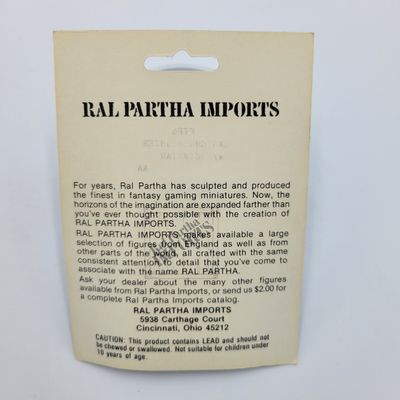 RAL PARTHA IMPORTS
For years, Ral Partha has sculpted and produced
the finest in fantasy gaming miniatures. Now, the
horizons of the imagination are expanded farther than
you've ever thought possible with the creation of
RAL PARTHA IMPORTS.
RAL PARTHA IMPORTS makes available a large
selection of figures from England as well as from
other parts of the world, all crafted with the same
consistent attention to detail that you've come to
associate with the name RAL PARTHA.
Ask your dealer about the many other figures
available from Ral Partha Imports, or send us $2.00 for
a complete Ral Partha Imports catalog.
RAL PARTHA IMPORTS
5938 Carthage Court
Cincinnati, Ohio 45212
CAUTION: This product contains LEAD and should not
be chewed or swallowed. Not suitable for children under
10 years of age.